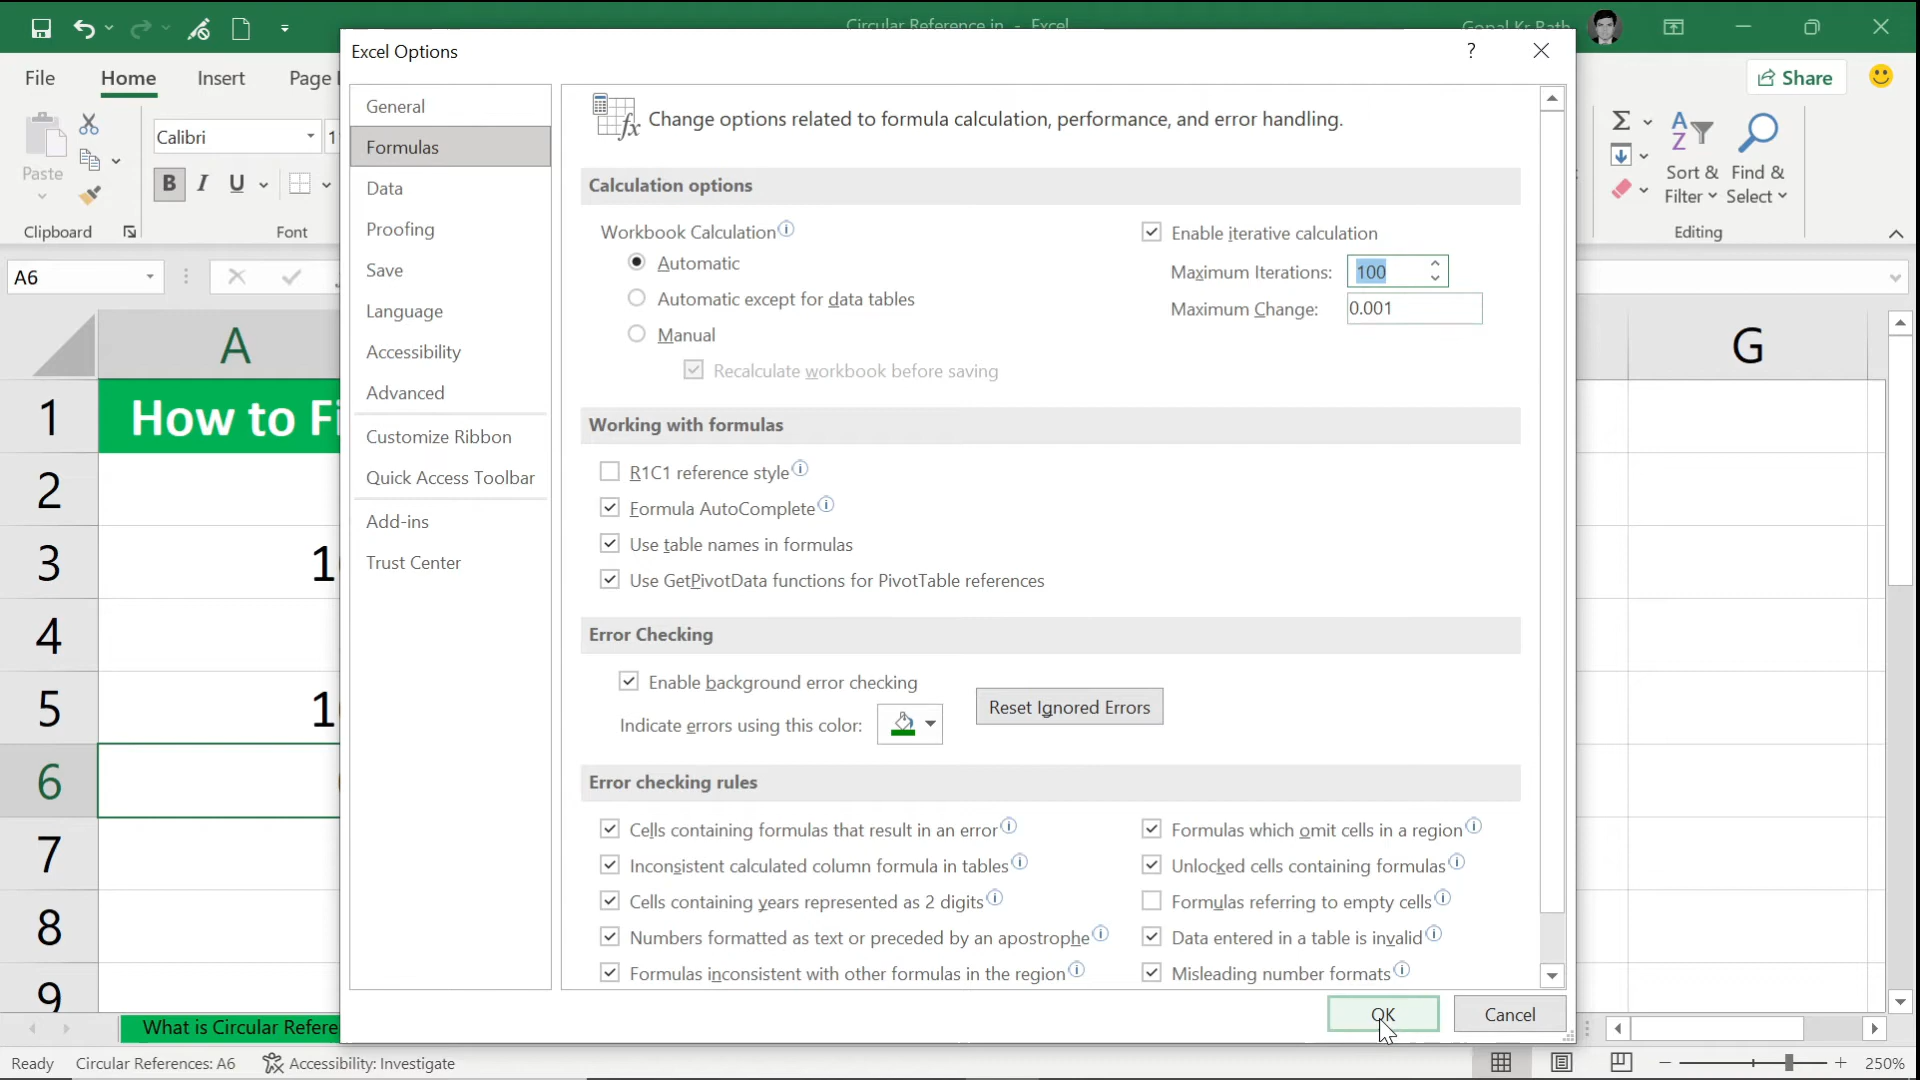 Circular Reference in - Excel
Gopal Kr Rath
Excel Options
?
File
Home
Insert
Page
Share
General
Formulas
Data
Proofing
Save
Language
Accessibility
Advanced
Customize Ribbon
Quick Access Toolbar
Add-ins
Trust Center
Paste
Clipboard
Calibri
B I U
Font
Sort & Filter
Find & Select
Editing
A6
A
G
1
How to
2
3
4
5
6
7
8
9
fx Change options related to formula calculation, performance, and error handling.
Calculation options
Workbook Calculation
Automatic
Automatic except for data tables
Manual
Recalculate workbook before saving
Enable iterative calculation
Maximum Iterations: 100
Maximum Change: 0.001
Working with formulas
R1C1 reference style
Formula AutoComplete
Use table names in formulas
Use GetPivotData functions for PivotTable references
Error Checking
Enable background error checking
Indicate errors using this color:
Reset Ignored Errors
Error checking rules
Cells containing formulas that result in an error
Inconsistent calculated column formula in tables
Cells containing years represented as 2 digits
Numbers formatted as text or preceded by an apostrophe
Formulas inconsistent with other formulas in the region
Formulas which omit cells in a region
Unlocked cells containing formulas
Formulas referring to empty cells
Data entered in a table is invalid
Misleading number formats
OK
Cancel
What is Circular Refere
Ready
Circular References: A6
Accessibility: Investigate
250%